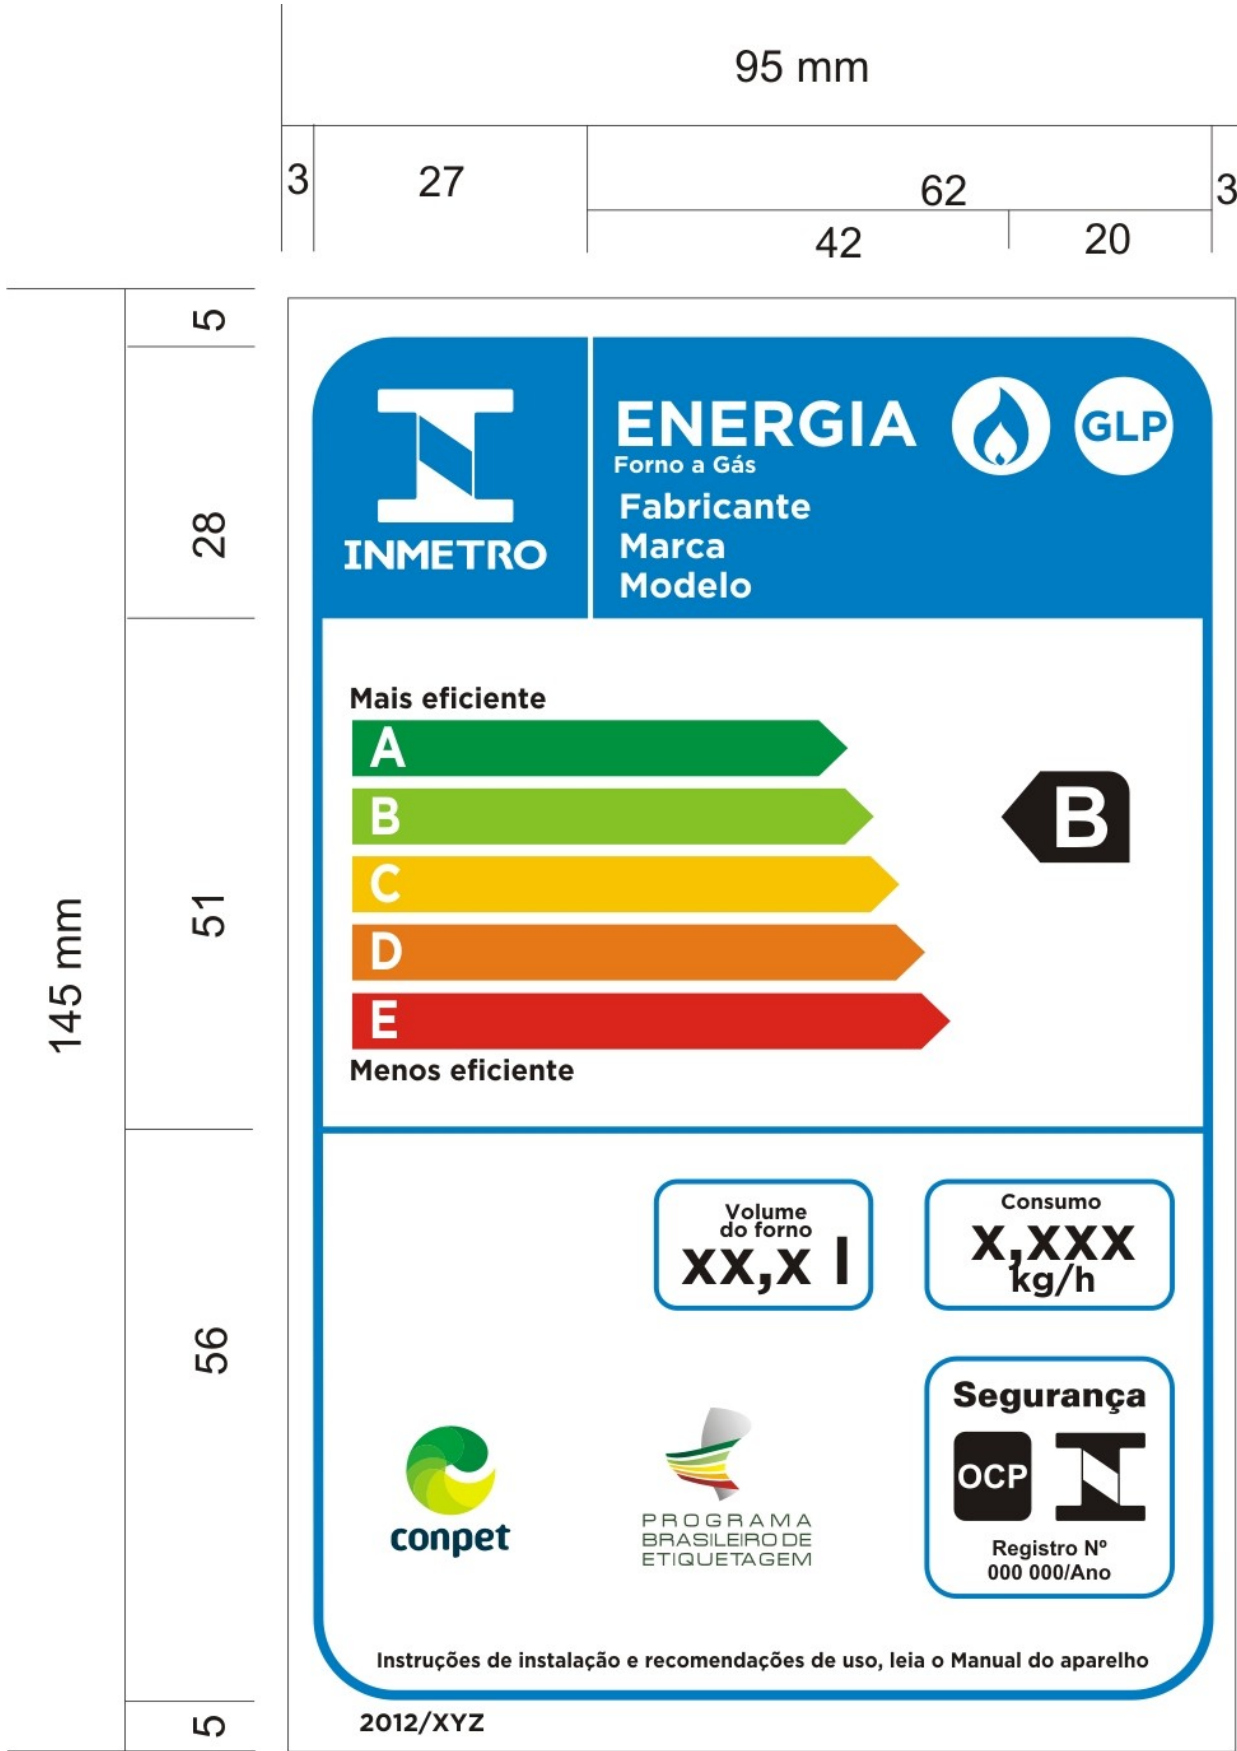 95 mm
3
27
62
3
42
20
5
28
51
145 mm
56
5
INMETRO
ENERGIA
GLP
Forno a Gás
Fabricante
Marca
Modelo
Mais eficiente
A
B
B
C
D
E
Menos eficiente
Volume
do forno
xx,x l
Consumo
x,xxx
kg/h
Segurança
OCP
Registro Nº
000 000/Ano
conpet
PROGRAMA
BRASILEIRO DE
ETIQUETAGEM
Instruções de instalação e recomendações de uso, leia o Manual do aparelho
2012/XYZ